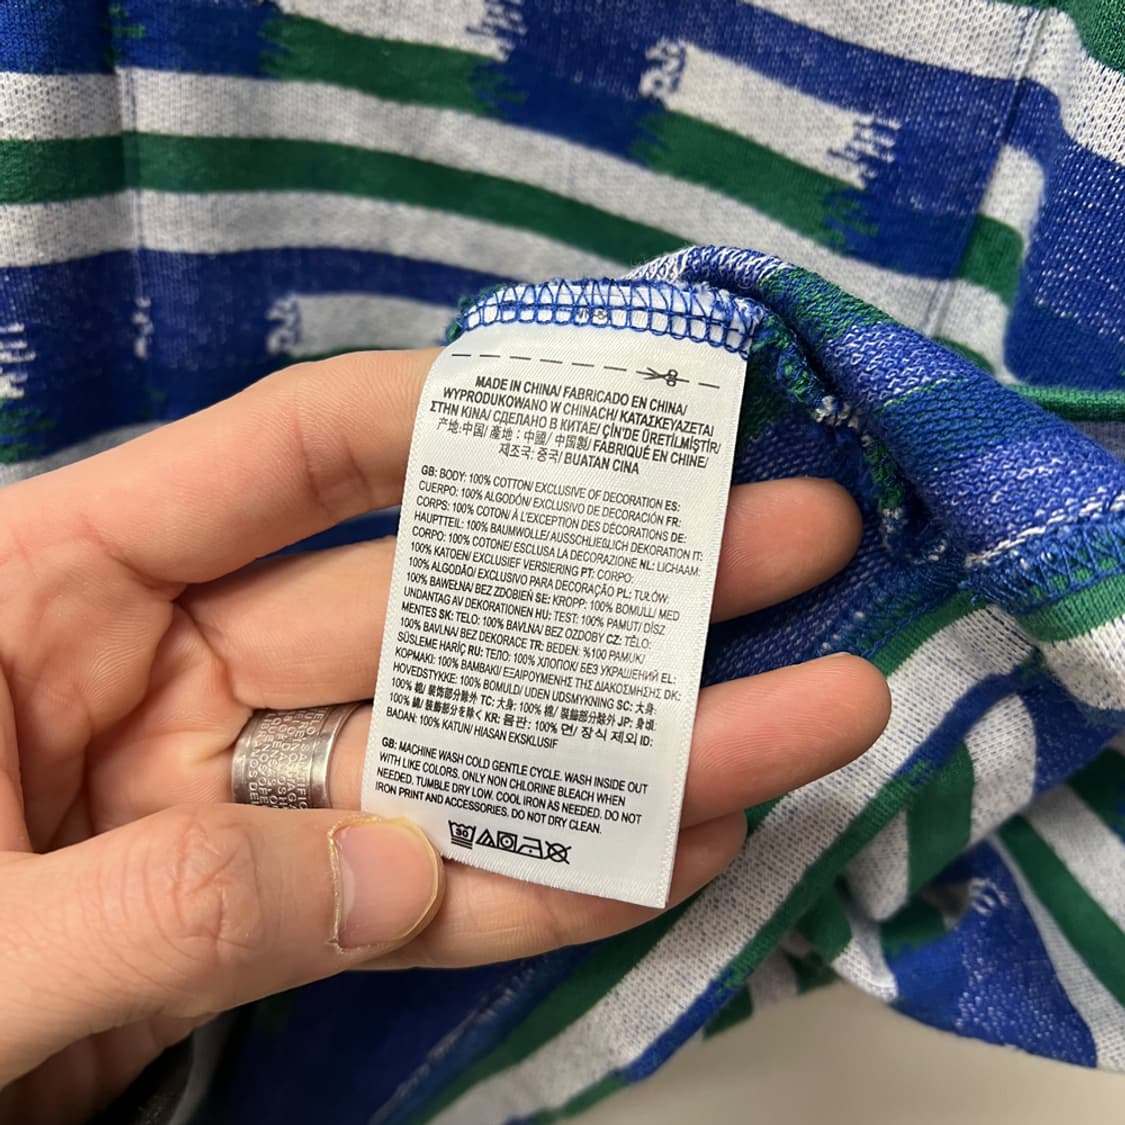 MADE IN CHINA/ FABRICADO EN CHINA/
WYPRODUKOWANO W CHINACH/ ΚΑΤΑΣΚΕΥΑΖΕΤΑΙ
ΣΤΗΝ ΚΙΝΑ/ СДЕЛАНО В КИТАЕ/ ÇİN'DE ÜRETİLMİŞTİR/
产地:中国/ 產地:中國/ 中国製/ FABRIQUÉ EN CHINE/
제조국: 중국/ BUATAN CINA
GB: BODY: 100% COTTON/ EXCLUSIVE OF DECORATION ES:
CUERPO: 100% ALGODÓN/ EXCLUSIVO DE DECORACIÓN FR:
CORPS: 100% COTON/ À L'EXCEPTION DES DÉCORATIONS DE:
HAUPTTEIL: 100% BAUMWOLLE/ AUSSCHLIEßLICH DEKORATION IT:
CORPO: 100% COTONE/ ESCLUSA LA DECORAZIONE NL: LICHAAM:
100% KATOEN/ EXCLUSIEF VERSIERING PT: CORPO:
100% ALGODÃO/ EXCLUSIVO PARA DECORAÇÃO PL: TUŁÓW:
100% BAWEŁNA/ BEZ ZDOBIEŃ SE: KROPP: 100% BOMULL/ MED
UNDANTAG AV DEKORATIONEN HU: TEST: 100% PAMUT/ DÍSZ
MENTES SK: TELO: 100% BAVLNA/ BEZ OZDOBY CZ: TĚLO:
100% BAVLNA/ BEZ DEKORACE TR: BEDEN: %100 PAMUK/
SÜSLEME HARİÇ RU: ТЕЛО: 100% ХЛОПОК/ БЕЗ УКРАШЕНИЙ EL:
ΚΟΡΜΑΚΙ: 100% ΒΑΜΒΑΚΙ/ ΕΞΑΙΡΟΥΜΕΝΗΣ ΤΗΣ ΔΙΑΚΟΣΜΗΣΗΣ DK:
HOVEDSTYKKE: 100% BOMULD/ UDEN UDSMYKNING SC: 大身:
100% 棉/ 装饰部分除外 TC: 大身: 100% 棉/ 裝飾部分除外 JP: 身頃:
100% 綿/ 装飾部分を除く KR: 몸판: 100% 면/ 장식 제외 ID:
BADAN: 100% KATUN/ HIASAN EKSKLUSIF
GB: MACHINE WASH COLD GENTLE CYCLE. WASH INSIDE OUT
WITH LIKE COLORS. ONLY NON CHLORINE BLEACH WHEN
NEEDED. TUMBLE DRY LOW. COOL IRON AS NEEDED. DO NOT
IRON PRINT AND ACCESSORIES. DO NOT DRY CLEAN.
30